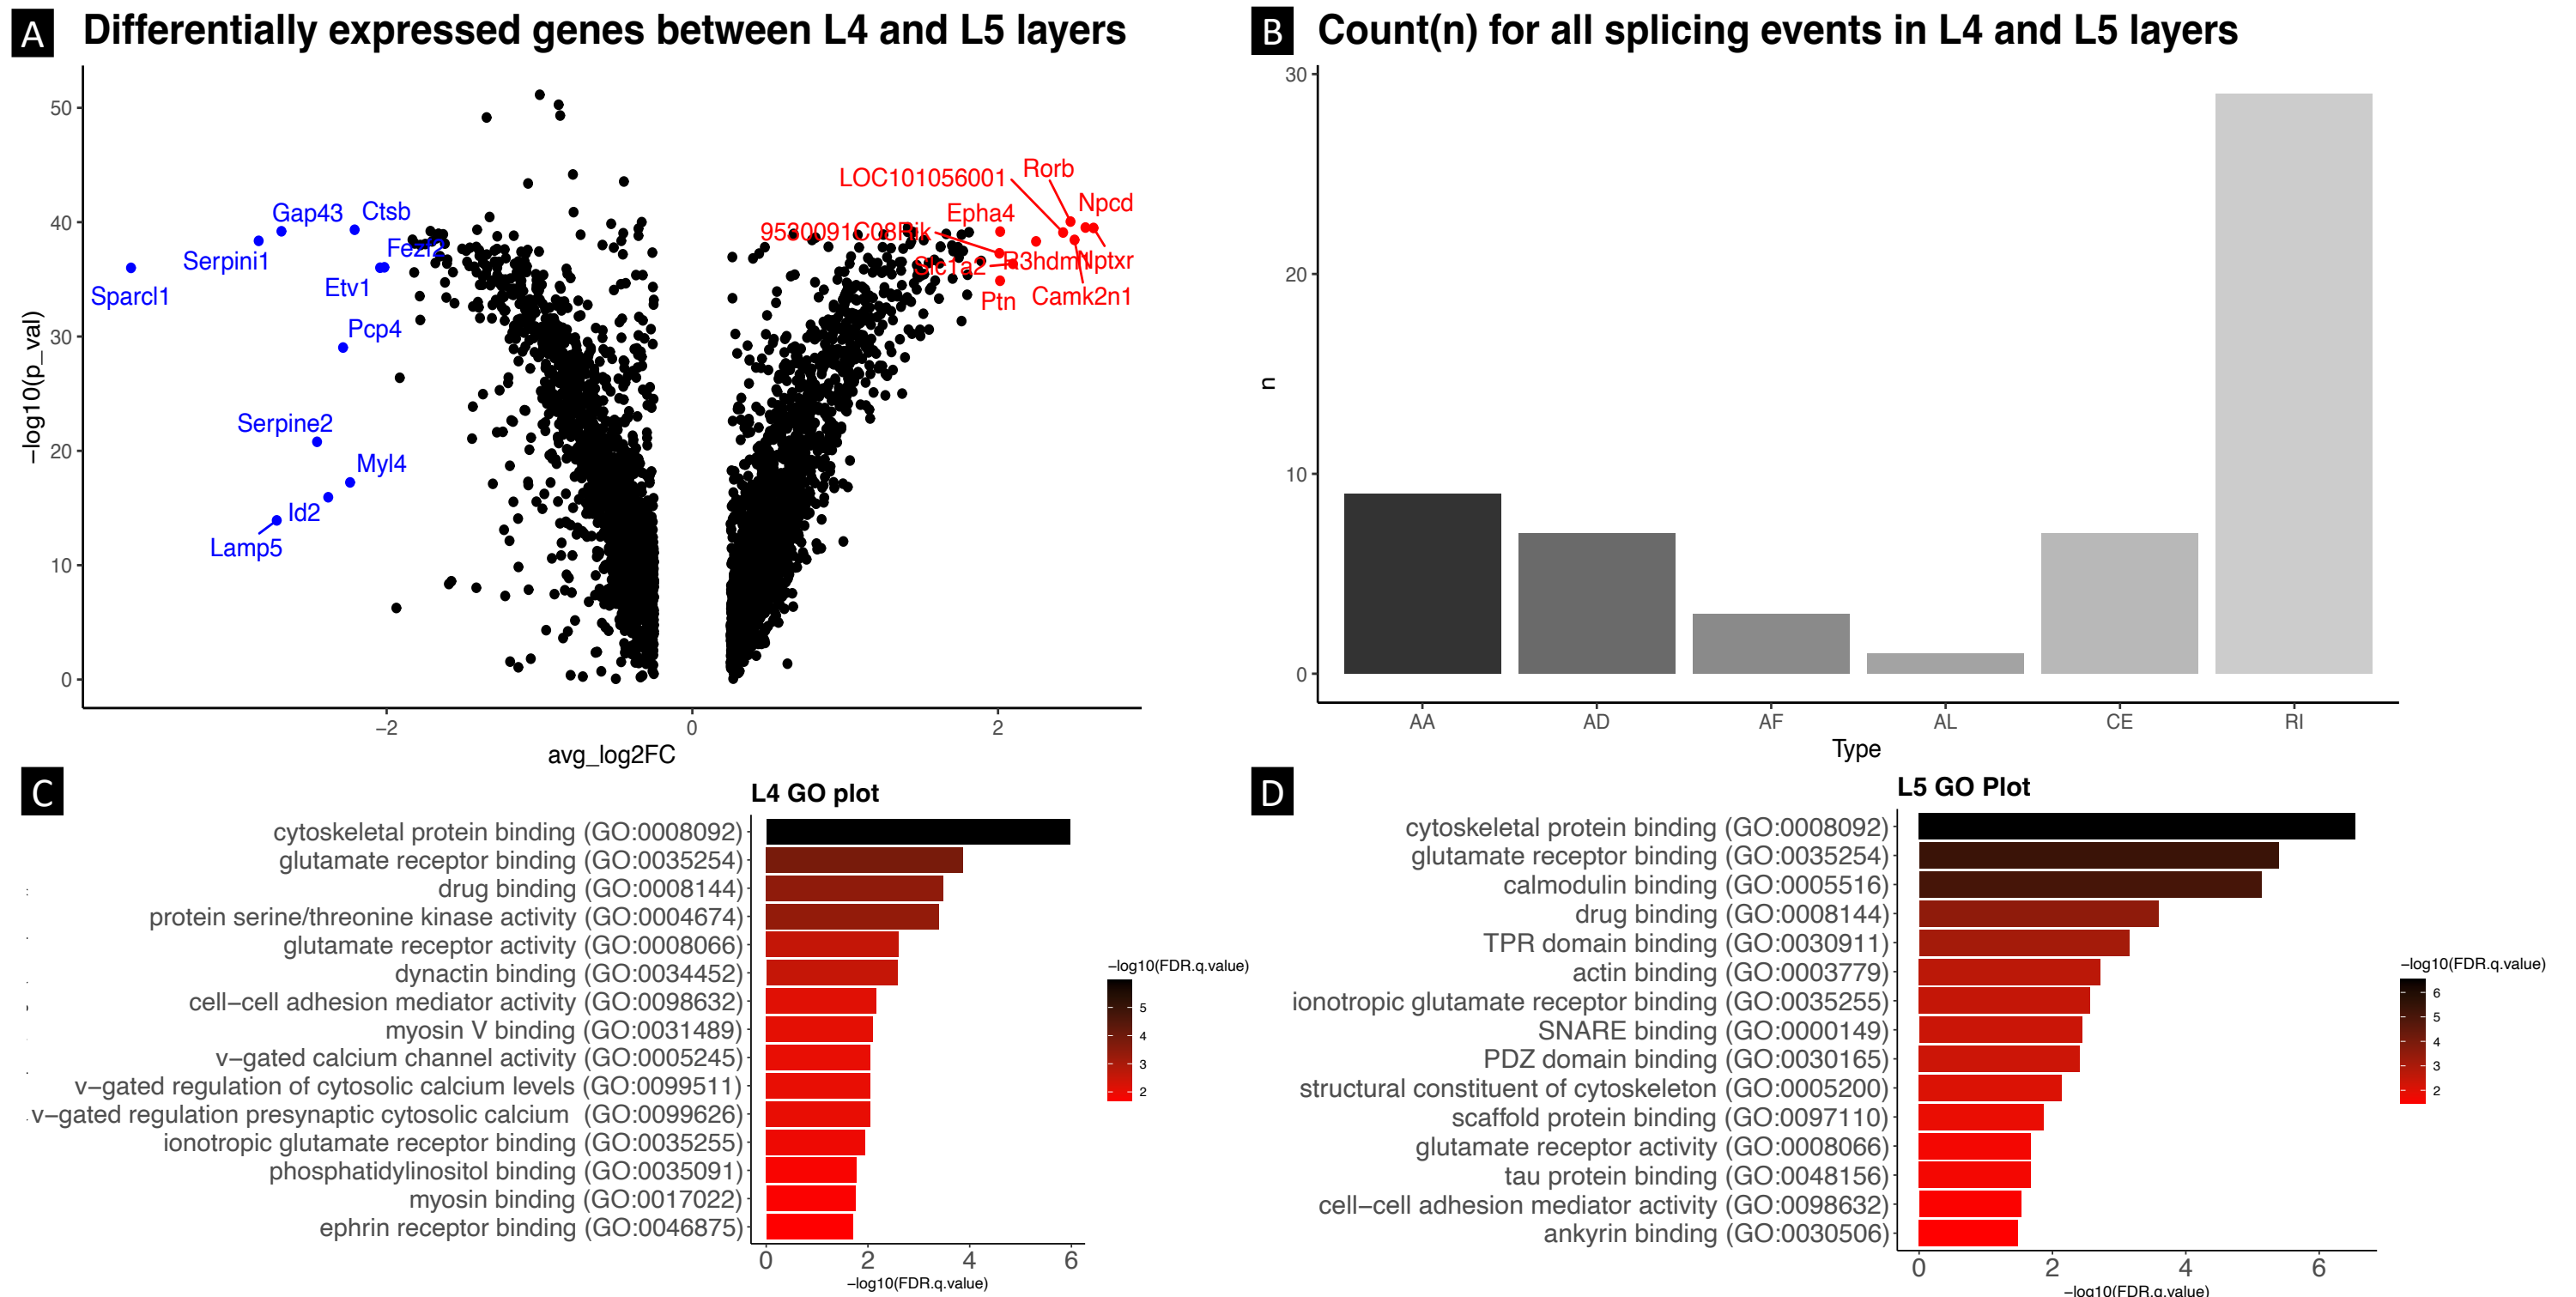 A Differentially expressed genes between L4 and L5 layers
−log10(p_val)
50
40
30
20
10
0
−2
0
2
avg_log2FC
Gap43
Ctsb
Serpini1
Fezf2
Sparcl1
Etv1
Pcp4
Serpine2
Myl4
Id2
Lamp5
LOC101056001
Rorb
Npcd
Epha4
9530091C08Rik
Slc1a2
R3hdm1
Nptxr
Ptn
Camk2n1
B Count(n) for all splicing events in L4 and L5 layers
n
30
20
10
0
AA
AD
AF
AL
CE
RI
Type
C
L4 GO plot
cytoskeletal protein binding (GO:0008092)
glutamate receptor binding (GO:0035254)
drug binding (GO:0008144)
protein serine/threonine kinase activity (GO:0004674)
glutamate receptor activity (GO:0008066)
dynactin binding (GO:0034452)
cell−cell adhesion mediator activity (GO:0098632)
myosin V binding (GO:0031489)
v−gated calcium channel activity (GO:0005245)
v−gated regulation of cytosolic calcium levels (GO:0099511)
v−gated regulation presynaptic cytosolic calcium (GO:0099626)
ionotropic glutamate receptor binding (GO:0035255)
phosphatidylinositol binding (GO:0035091)
myosin binding (GO:0017022)
ephrin receptor binding (GO:0046875)
0
2
4
6
−log10(FDR.q.value)
−log10(FDR.q.value)
5
4
3
2
D
L5 GO Plot
cytoskeletal protein binding (GO:0008092)
glutamate receptor binding (GO:0035254)
calmodulin binding (GO:0005516)
drug binding (GO:0008144)
TPR domain binding (GO:0030911)
actin binding (GO:0003779)
ionotropic glutamate receptor binding (GO:0035255)
SNARE binding (GO:0000149)
PDZ domain binding (GO:0030165)
structural constituent of cytoskeleton (GO:0005200)
scaffold protein binding (GO:0097110)
glutamate receptor activity (GO:0008066)
tau protein binding (GO:0048156)
cell−cell adhesion mediator activity (GO:0098632)
ankyrin binding (GO:0030506)
0
2
4
6
−log10(FDR.q.value)
−log10(FDR.q.value)
6
5
4
3
2